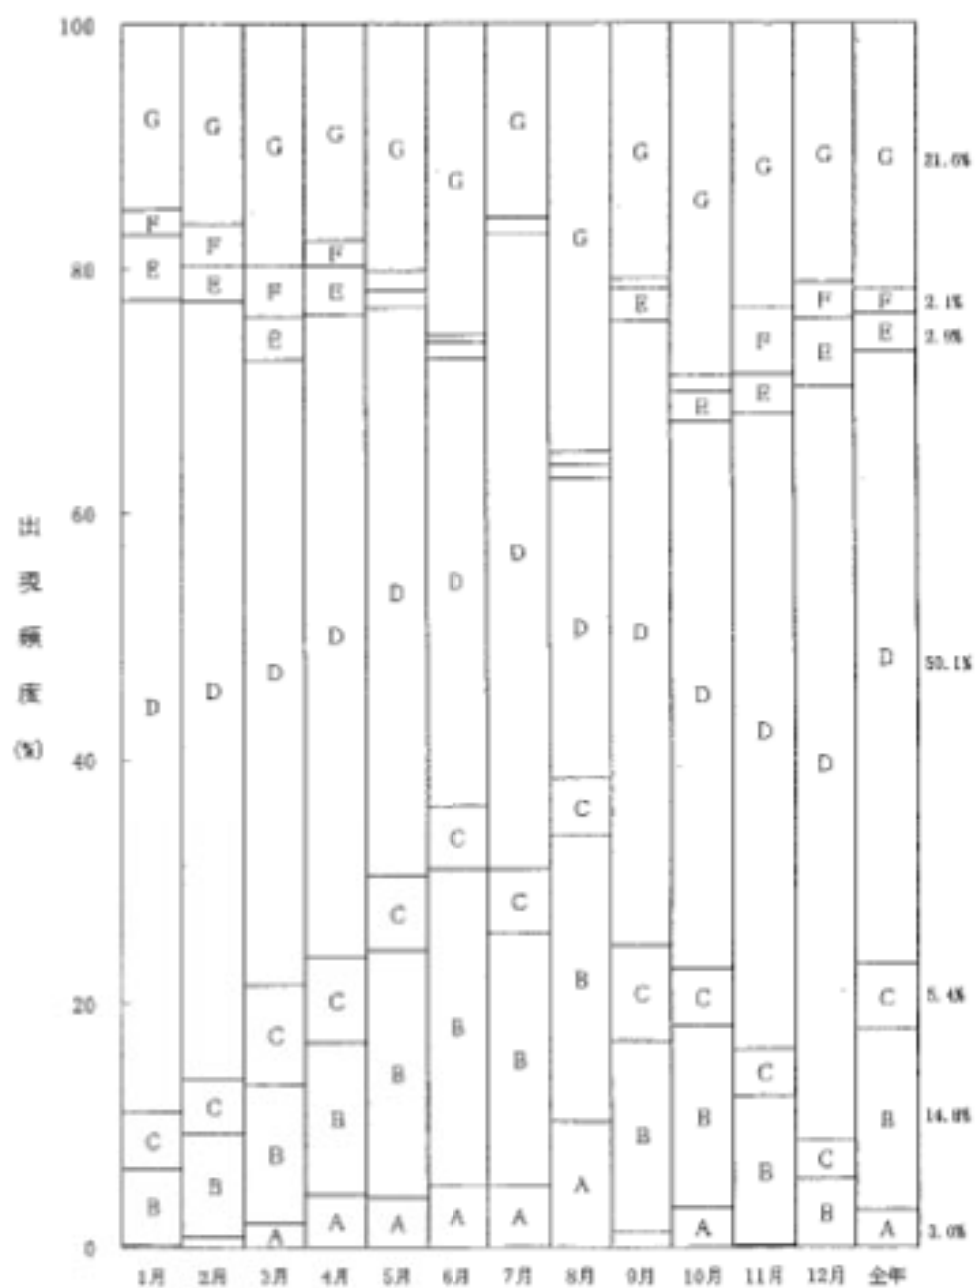 100
80
60
40
20
0
出現頻度(%)
G G G G G G G G G G G G G
F F F F F F F
E E E E E E E E E
D D D D D D D D D D D D D
C C C C C C C C C C C C C
B B B B B B B B B B B B B
A A A A A A A A
21.6%
2.1%
2.9%
50.1%
5.4%
14.8%
3.0%
1月 2月 3月 4月 5月 6月 7月 8月 9月 10月 11月 12月 全年